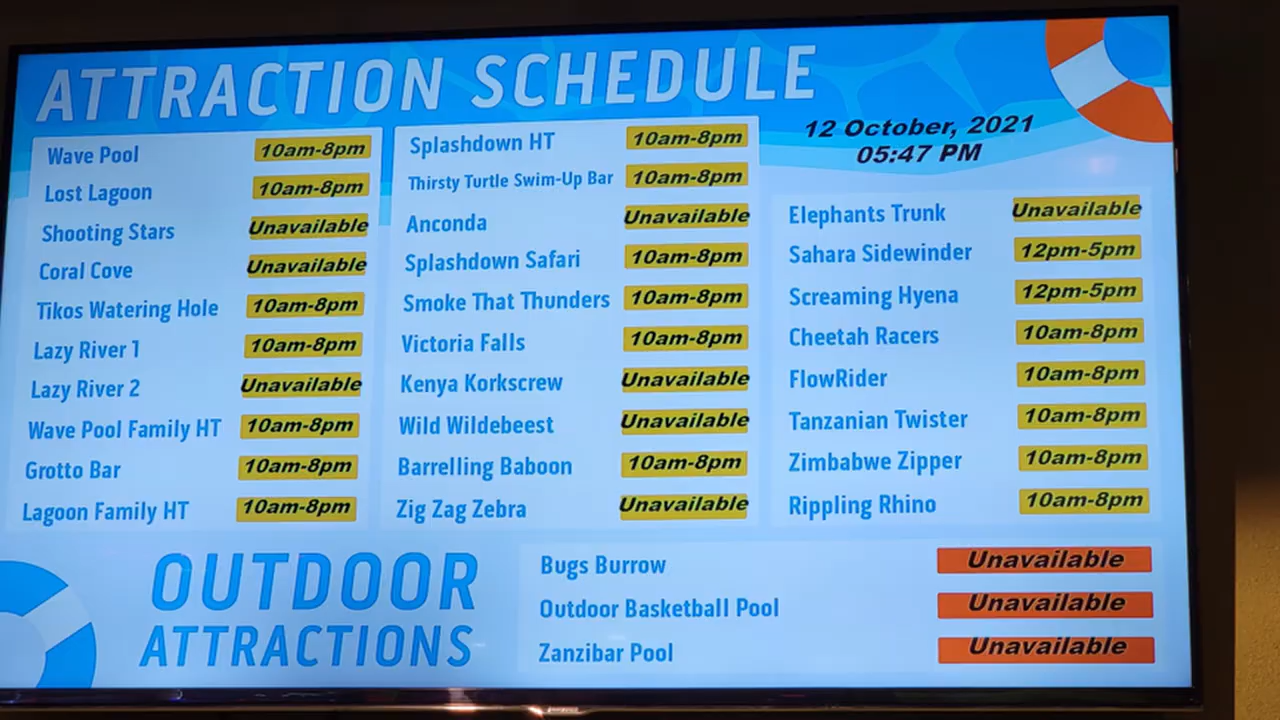 ATTRACTION SCHEDULE
12 October, 2021
05:47 PM
Wave Pool 10am-8pm
Lost Lagoon 10am-8pm
Shooting Stars Unavailable
Coral Cove Unavailable
Tikos Watering Hole 10am-8pm
Lazy River 1 10am-8pm
Lazy River 2 Unavailable
Wave Pool Family HT 10am-8pm
Grotto Bar 10am-8pm
Lagoon Family HT 10am-8pm
Splashdown HT 10am-8pm
Thirsty Turtle Swim-Up Bar 10am-8pm
Anconda Unavailable
Splashdown Safari 10am-8pm
Smoke That Thunders 10am-8pm
Victoria Falls 10am-8pm
Kenya Korkscrew Unavailable
Wild Wildebeest Unavailable
Barrelling Baboon 10am-8pm
Zig Zag Zebra Unavailable
Elephants Trunk Unavailable
Sahara Sidewinder 12pm-5pm
Screaming Hyena 12pm-5pm
Cheetah Racers 10am-8pm
FlowRider 10am-8pm
Tanzanian Twister 10am-8pm
Zimbabwe Zipper 10am-8pm
Rippling Rhino 10am-8pm
OUTDOOR
ATTRACTIONS
Bugs Burrow Unavailable
Outdoor Basketball Pool Unavailable
Zanzibar Pool Unavailable